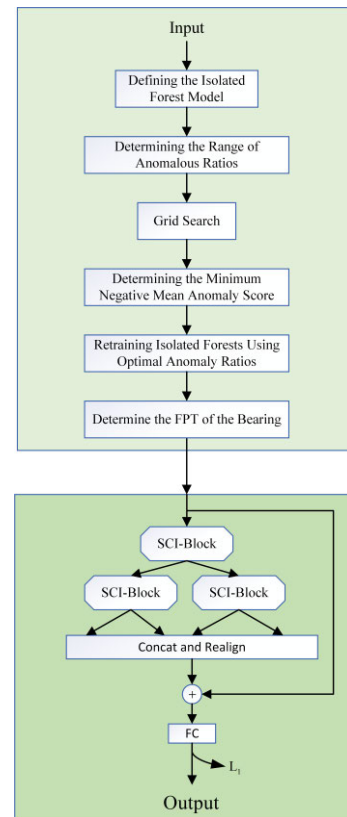 Input
Defining the Isolated
Forest Model
Determining the Range of
Anomalous Ratios
Grid Search
Determining the Minimum
Negative Mean Anomaly Score
Retraining Isolated Forests Using
Optimal Anomaly Ratios
Determine the FPT of the Bearing
SCI-Block
SCI-Block SCI-Block
Concat and Realign
+
FC
L₁
Output